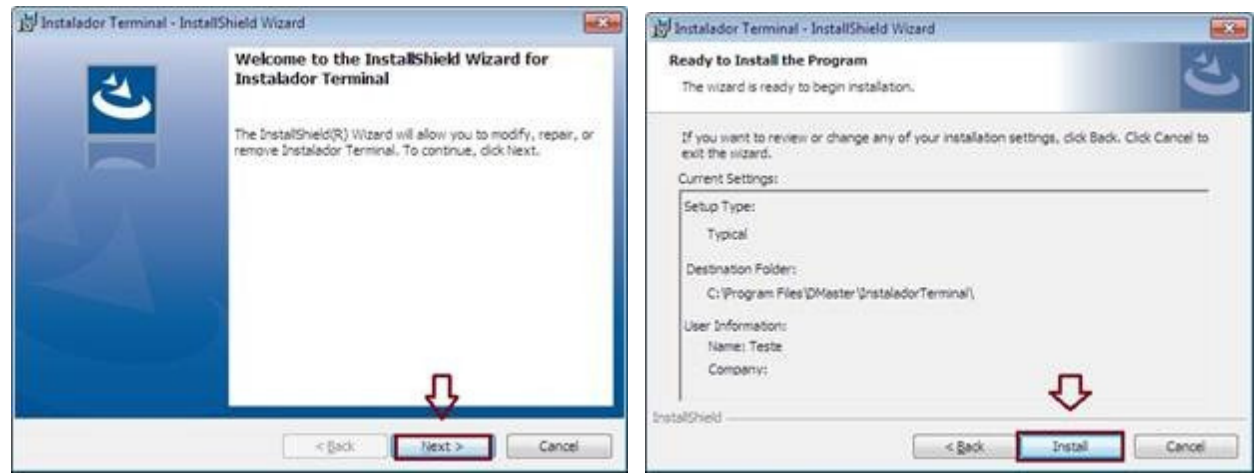 Instalador Terminal - InstallShield Wizard
Welcome to the InstallShield Wizard for
Instalador Terminal
The InstallShield(R) Wizard will allow you to modify, repair, or
remove Instalador Terminal. To continue, click Next.
< Back
Next >
Cancel
Instalador Terminal - InstallShield Wizard
Ready to Install the Program
The wizard is ready to begin installation.
If you want to review or change any of your installation settings, click Back. Click Cancel to
exit the wizard.
Current Settings:
Setup Type:
Typical
Destination Folder:
C:\Program Files\DMaster\InstaladorTerminal\
User Information:
Name: Teste
Company:
InstallShield
< Back
Install
Cancel